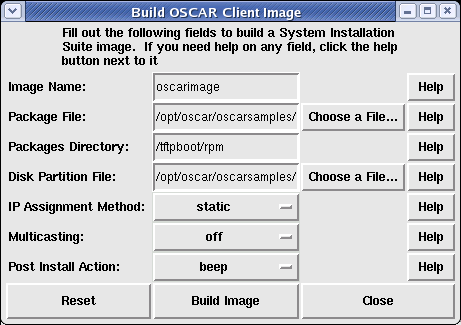 Build OSCAR Client Image
Fill out the following fields to build a System Installation
Suite image.  If you need help on any field, click the help
button next to it
Image Name: oscarimage Help
Package File: /opt/oscar/oscarsamples/ Choose a File... Help
Packages Directory: /tftpboot/rpm Help
Disk Partition File: /opt/oscar/oscarsamples/ Choose a File... Help
IP Assignment Method: static Help
Multicasting: off Help
Post Install Action: beep Help
Reset Build Image Close